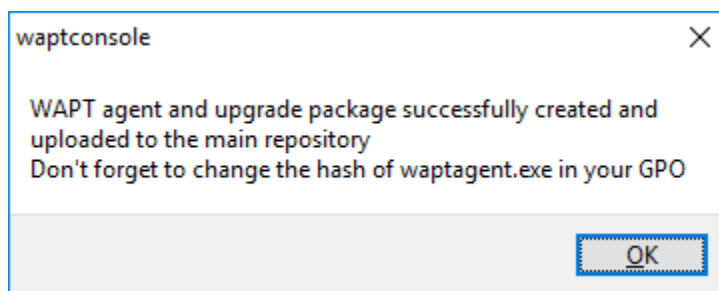 waptconsole
WAPT agent and upgrade package successfully created and
uploaded to the main repository
Don't forget to change the hash of waptagent.exe in your GPO
OK